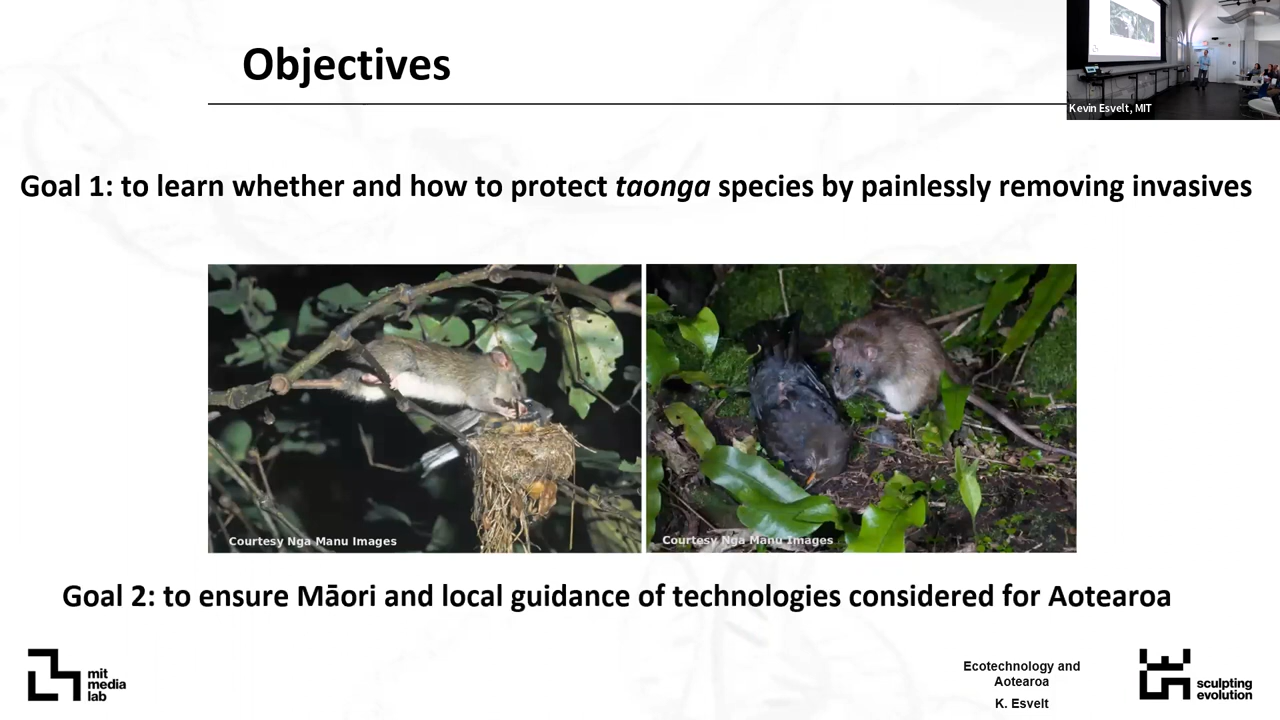 Objectives
Kevin Esvelt, MIT
Goal 1: to learn whether and how to protect taonga species by painlessly removing invasives
Courtesy Nga Manu Images
Courtesy Nga Manu Images
Goal 2: to ensure Māori and local guidance of technologies considered for Aotearoa
mit
media
lab
Ecotechnology and
Aotearoa
K. Esvelt
sculpting
evolution